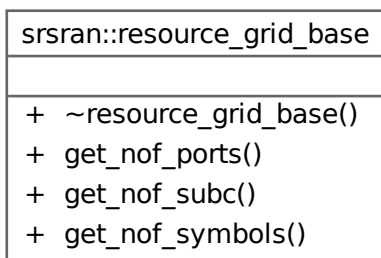 srsran::resource_grid_base
+ ~resource_grid_base()
+ get_nof_ports()
+ get_nof_subc()
+ get_nof_symbols()